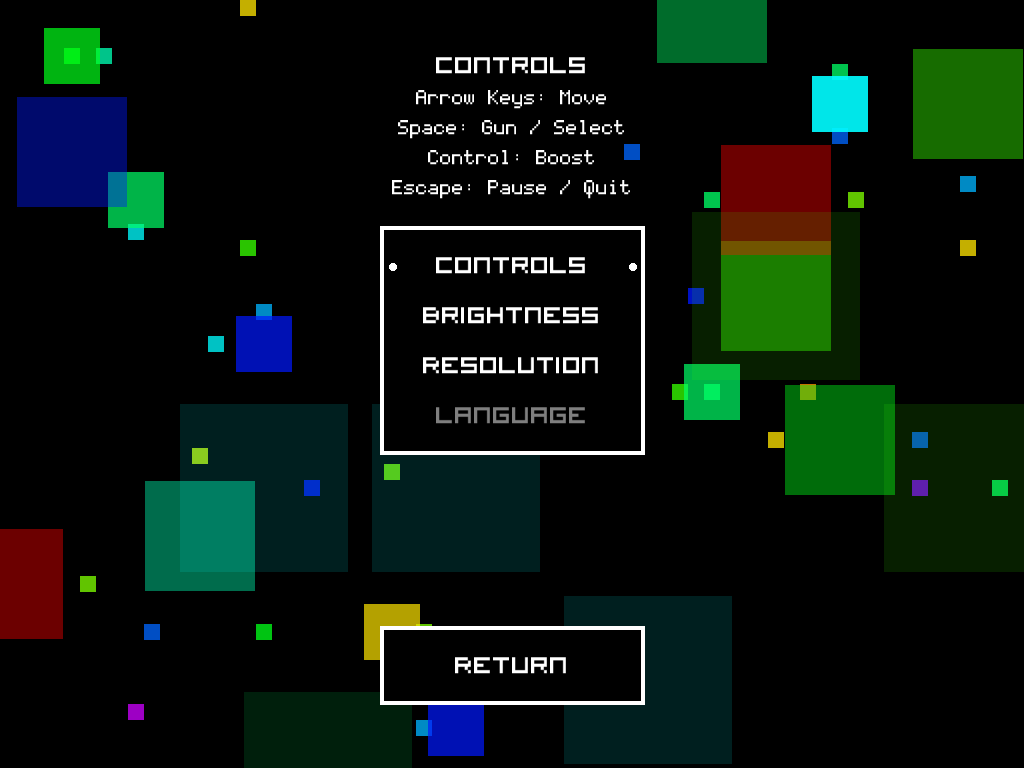 CONTROLS
Arrow Keys: Move
Space: Gun / Select
Control: Boost
Escape: Pause / Quit
CONTROLS
BRIGHTNESS
RESOLUTION
LANGUAGE
RETURN